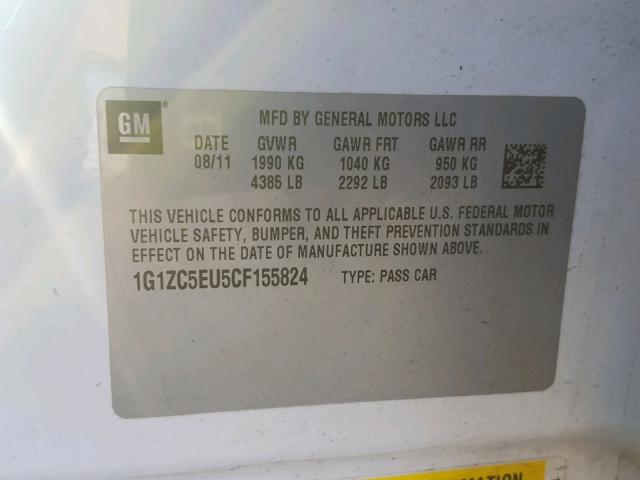 GM ®
MFD BY GENERAL MOTORS LLC
DATE GVWR GAWR FRT GAWR RR
08/11 1990 KG 1040 KG 950 KG
4385 LB 2292 LB 2093 LB
THIS VEHICLE CONFORMS TO ALL APPLICABLE U.S. FEDERAL MOTOR
VEHICLE SAFETY, BUMPER, AND THEFT PREVENTION STANDARDS IN
EFFECT ON THE DATE OF MANUFACTURE SHOWN ABOVE.
1G1ZC5EU5CF155824 TYPE: PASS CAR